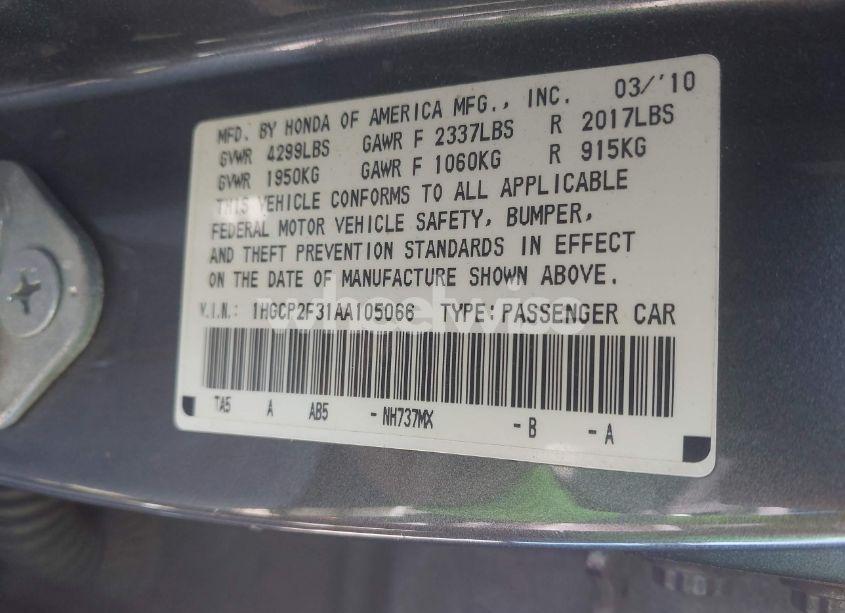 MFD. BY HONDA OF AMERICA MFG., INC. 03/'10
GVWR 4299LBS GAWR F 2337LBS R 2017LBS
GVWR 1950KG GAWR F 1060KG R 915KG
THIS VEHICLE CONFORMS TO ALL APPLICABLE
FEDERAL MOTOR VEHICLE SAFETY, BUMPER,
AND THEFT PREVENTION STANDARDS IN EFFECT
ON THE DATE OF MANUFACTURE SHOWN ABOVE.
wheelwise
V.I.N.: 1HGCP2F31AA105066 TYPE: PASSENGER CAR
TA5 A AB5 - NH737MX - B - A